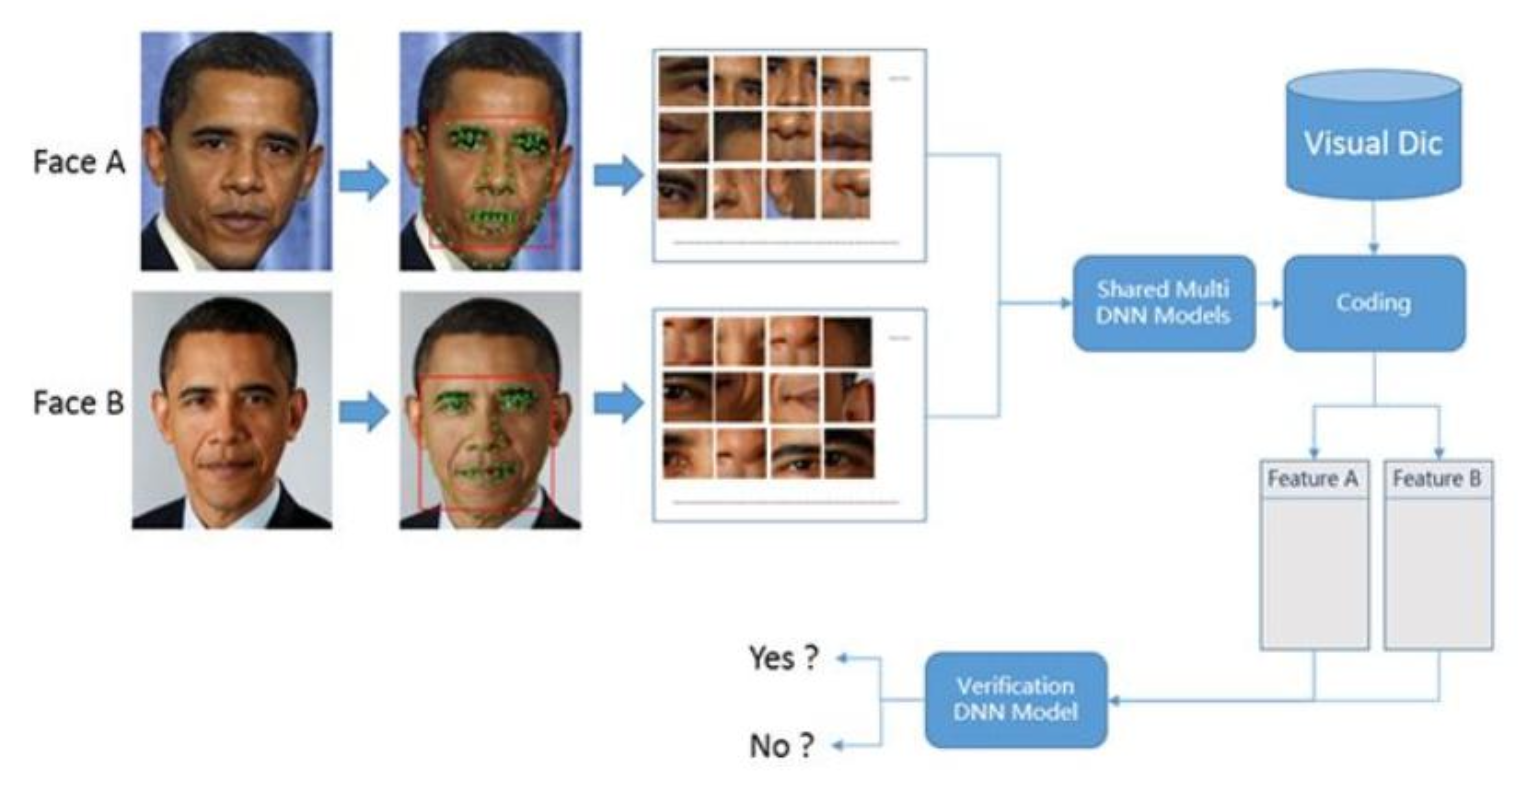 Face A
Visual Dic
Shared Multi
DNN Models
Coding
Face B
Feature A
Feature B
Yes ?
Verification
DNN Model
No ?